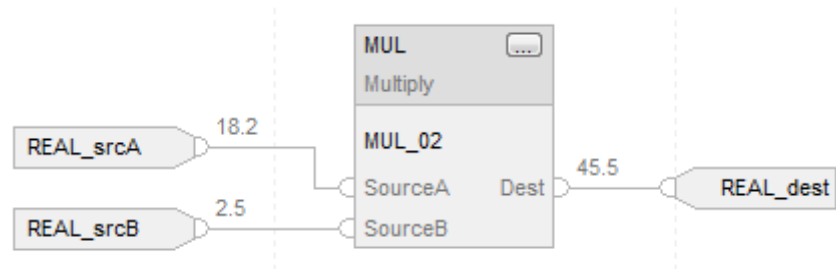 MUL ...
Multiply
18.2
REAL_srcA
MUL_02
SourceA Dest
45.5
REAL_dest
2.5
REAL_srcB
SourceB